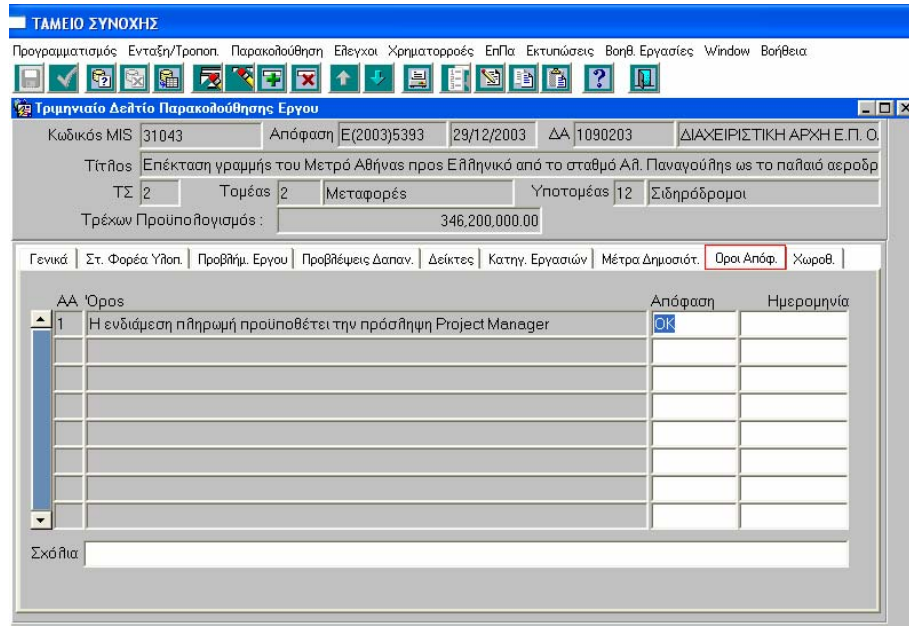 ΤΑΜΕΙΟ ΣΥΝΟΧΗΣ
Προγραμματισμός Ενταξη/Τροποπ. Παρακολούθηση Ελεγχοι Χρηματορροές ΕπΠα Εκτυπώσεις Βοηθ. Εργασίες Window Βοήθεια
Τριμηνιαίο Δελτίο Παρακολούθησης Εργου
Κωδικός MIS 31043 Απόφαση E(2003)5393 29/12/2003 ΔΑ 1090203 ΔΙΑΧΕΙΡΙΣΤΙΚΗ ΑΡΧΗ Ε.Π. Ο.
Τίτλος Επέκταση γραμμής του Μετρό Αθήνας προς Ελληνικό από το σταθμό Αλ. Παναγούλης ως το παλαιό αεροδρ
ΤΣ 2 Τομέας 2 Μεταφορές Υποτομέας 12 Σιδηρόδρομοι
Τρέχων Προϋπολογισμός : 346,200,000.00
Γενικά Στ. Φορέα Υλοπ. Προβλήμ. Εργου Προβλέψεις Δαπαν. Δείκτες Κατηγ. Εργασιών Μέτρα Δημοσιότ. Οροι Απόφ. Χωροθ.
ΑΑ Όρος Απόφαση Ημερομηνία
1 Η ενδιάμεση πληρωμή προϋποθέτει την πρόσληψη Project Manager OK
Σχόλια